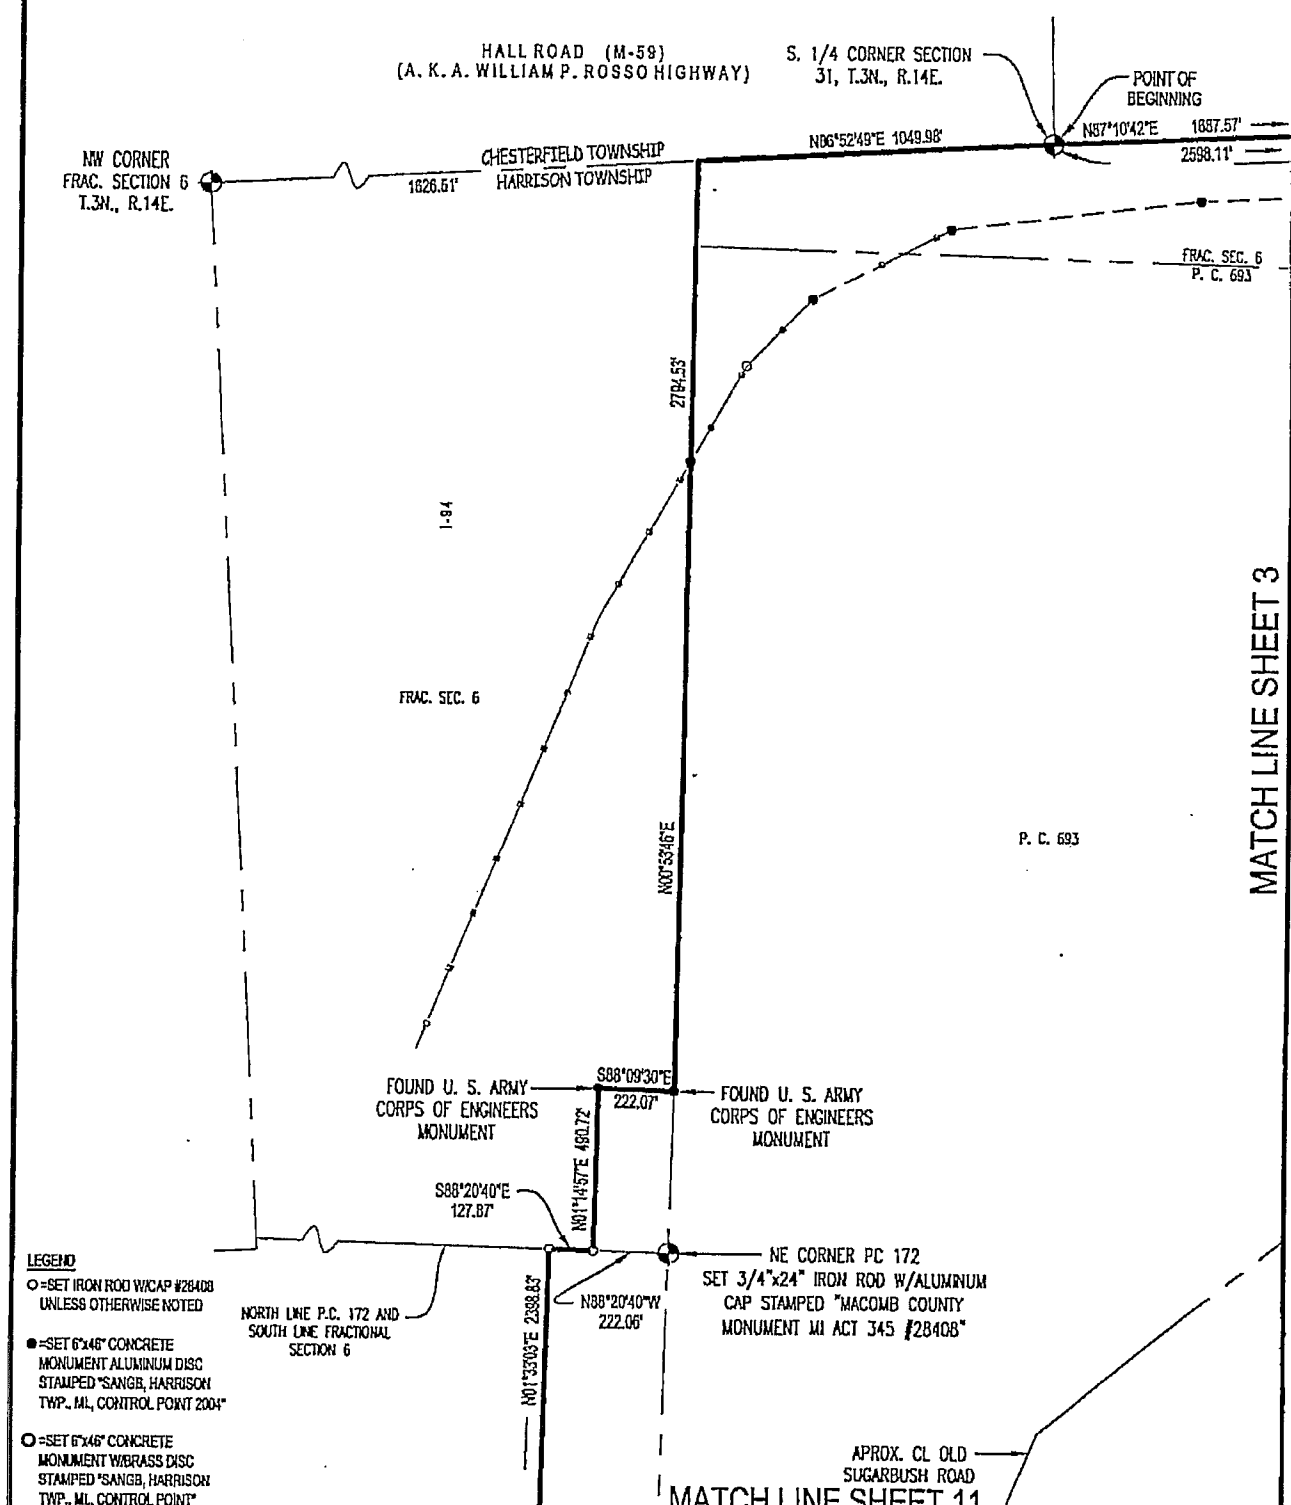 HALL ROAD (M-59)
(A. K. A. WILLIAM P. ROSSO HIGHWAY)
S. 1/4 CORNER SECTION
31, T.3N., R.14E.
POINT OF
BEGINNING
N86°52'49"E 1049.98'
N87°10'42"E 1887.57'
2598.11'
NW CORNER
FRAC. SECTION 6
T.3N., R.14E.
CHESTERFIELD TOWNSHIP
HARRISON TOWNSHIP
1626.61'
FRAC. SEC. 6
P. C. 693
2794.53'
I-94
FRAC. SEC. 6
N00°53'46"E
P. C. 693
MATCH LINE SHEET 3
S88°09'30"E
222.07'
FOUND U. S. ARMY
CORPS OF ENGINEERS
MONUMENT
FOUND U. S. ARMY
CORPS OF ENGINEERS
MONUMENT
N01°14'57"E 490.72'
S88°20'40"E
127.87'
NE CORNER PC 172
SET 3/4"x24" IRON ROD W/ALUMINUM
CAP STAMPED "MACOMB COUNTY
MONUMENT MI ACT 345 #28408"
N88°20'40"W
222.06'
N01°33'03"E 2398.83'
NORTH LINE P.C. 172 AND
SOUTH LINE FRACTIONAL
SECTION 6
LEGEND
=SET IRON ROD W/CAP #28408
UNLESS OTHERWISE NOTED
=SET 6"x46" CONCRETE
MONUMENT ALUMINUM DISC
STAMPED "SANGB, HARRISON
TWP., MI., CONTROL POINT 2004"
=SET 6"x46" CONCRETE
MONUMENT W/BRASS DISC
STAMPED "SANGB, HARRISON
TWP., MI., CONTROL POINT"
APROX. CL OLD
SUGARBUSH ROAD
MATCH LINE SHEET 11